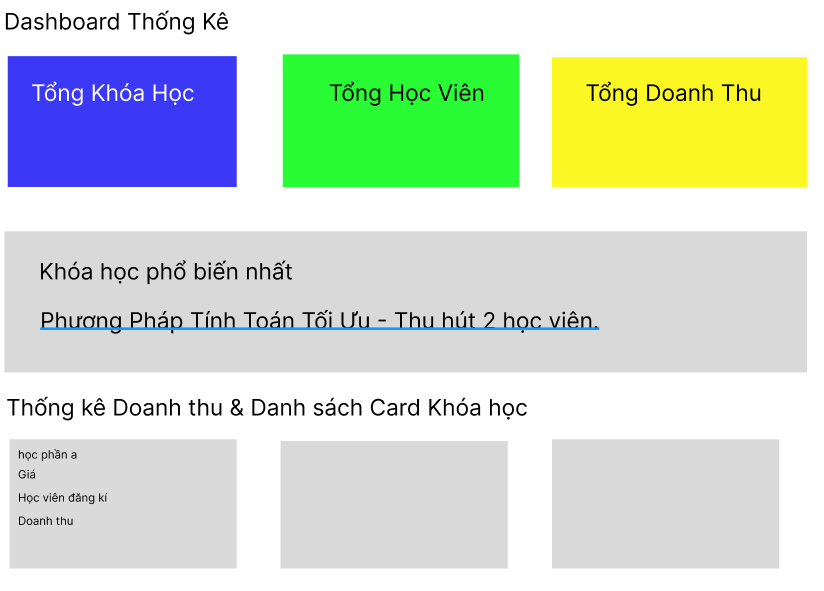 Dashboard Thống Kê
Tổng Khóa Học
Tổng Học Viên
Tổng Doanh Thu
Khóa học phổ biến nhất
Phương Pháp Tính Toán Tối Ưu - Thu hút 2 học viên.
Thống kê Doanh thu & Danh sách Card Khóa học
học phần a
Giá
Học viên đăng kí
Doanh thu